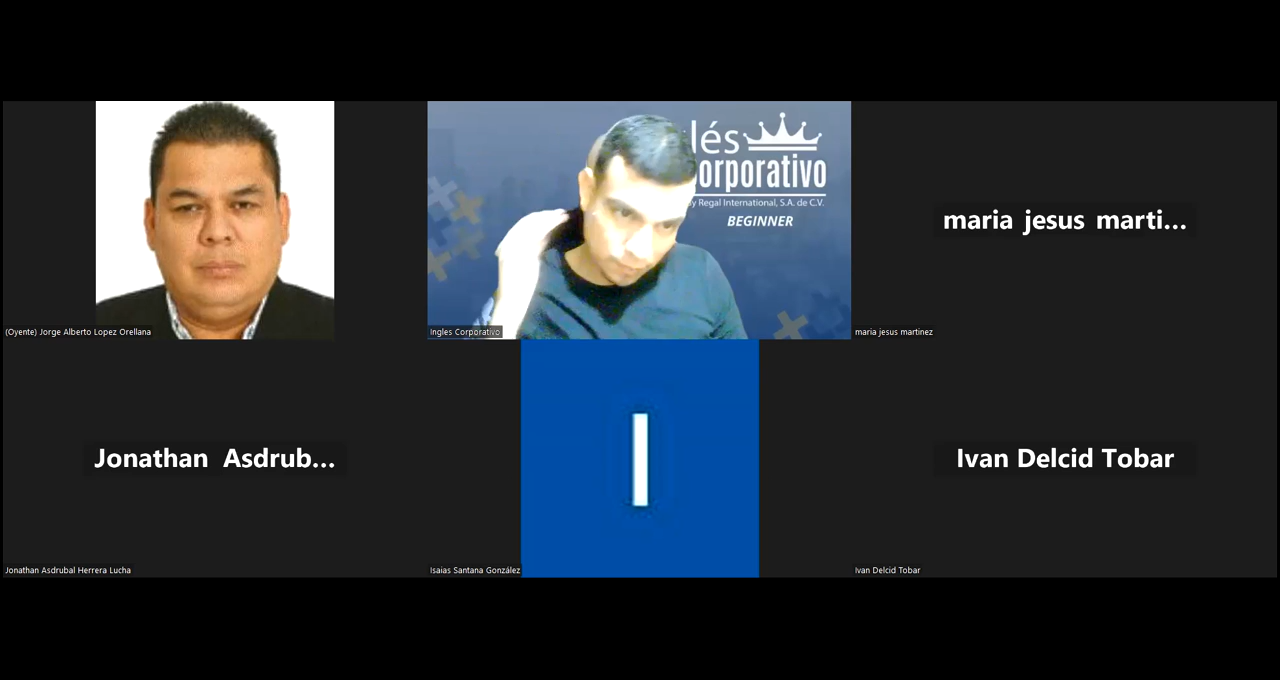 lés
orporativo
By Regal International, S.A. de C.V.
BEGINNER
maria jesus marti...
(Oyente) Jorge Alberto Lopez Orellana
Ingles Corporativo
maria jesus martinez
Jonathan Asdrub...
I
Ivan Delcid Tobar
Jonathan Asdrubal Herrera Lucha
Isaias Santana González
Ivan Delcid Tobar